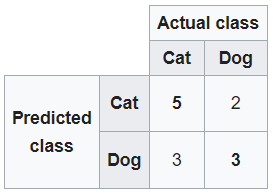 Actual class
Cat Dog
Predicted class
Cat 5 2
Dog 3 3